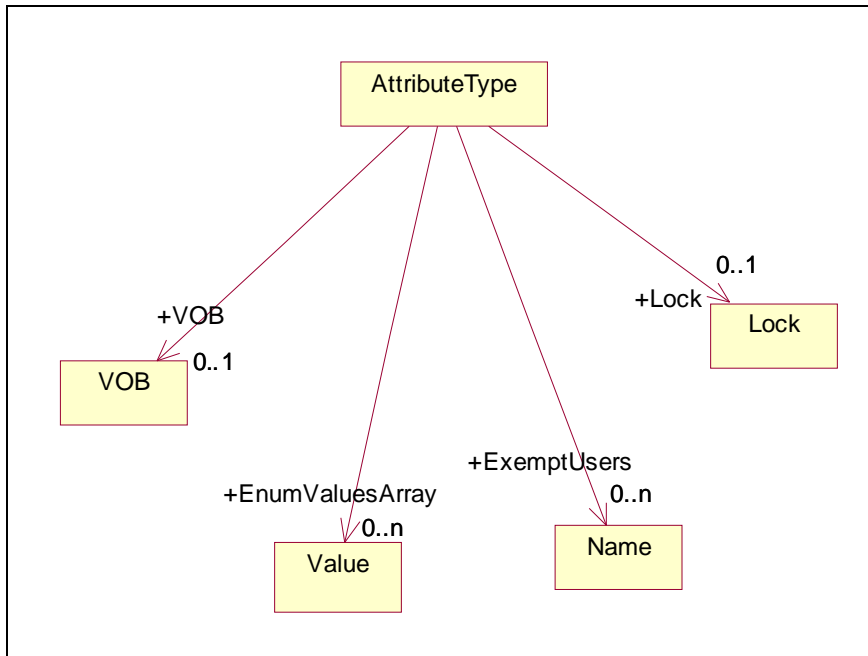 AttributeType
0..1
+Lock
Lock
+VOB
0..1
VOB
+ExemptUsers
0..n
Name
+EnumValuesArray
0..n
Value